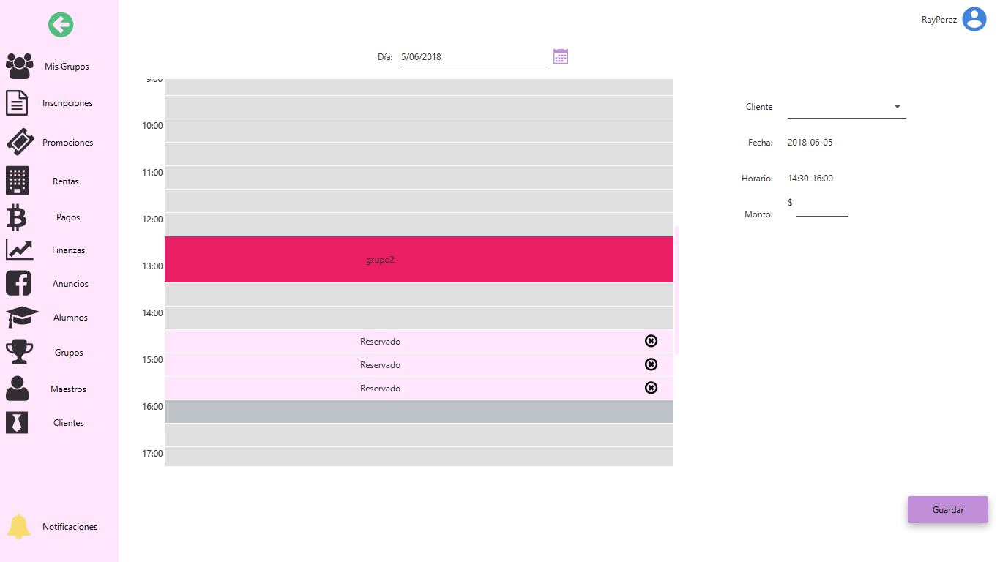 RayPerez
Mis Grupos
Inscripciones
Promociones
Rentas
Pagos
Finanzas
Anuncios
Alumnos
Grupos
Maestros
Clientes
Notificaciones
Día: 5/06/2018
9:00
10:00
11:00
12:00
grupo2
13:00
14:00
Reservado
15:00
Reservado
Reservado
16:00
17:00
Cliente
Fecha: 2018-06-05
Horario: 14:30-16:00
$
Monto:
Guardar